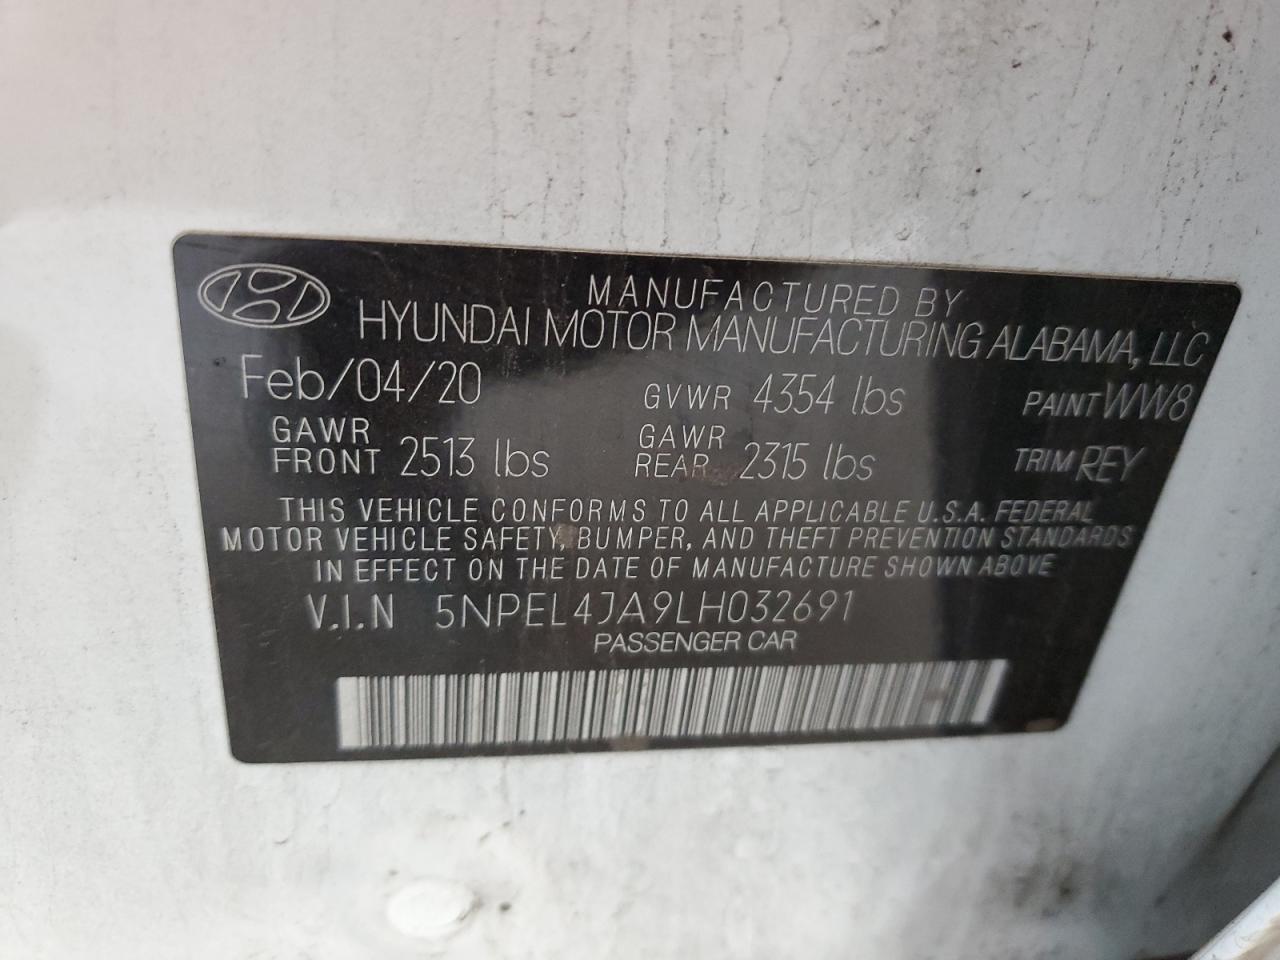 MANUFACTURED BY
HYUNDAI MOTOR MANUFACTURING ALABAMA, LLC
Feb/04/20 GVWR 4354 lbs PAINT WW8
GAWR FRONT 2513 lbs GAWR REAR 2315 lbs TRIM REY
THIS VEHICLE CONFORMS TO ALL APPLICABLE U.S.A. FEDERAL
MOTOR VEHICLE SAFETY, BUMPER, AND THEFT PREVENTION STANDARDS
IN EFFECT ON THE DATE OF MANUFACTURE SHOWN ABOVE
V.I.N 5NPEL4JA9LH032691
PASSENGER CAR